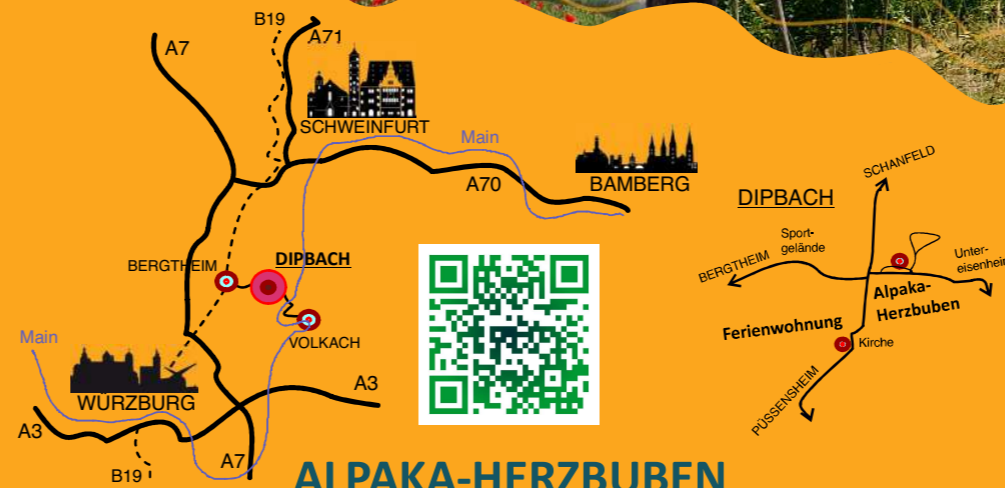 B19
A7
A71
SCHWEINFURT
Main
A70
BAMBERG
BERGTHEIM
DIPBACH
VOLKACH
Main
WÜRZBURG
A3
A3
B19
A7
DIPBACH
SCHANFELD
BERGTHEIM
Sport-
gelände
Unter-
eisenheim
Alpaka-
Herzbuben
Ferienwohnung
Kirche
PÜSSENSHEIM
ALPAKA-HERZBUBEN